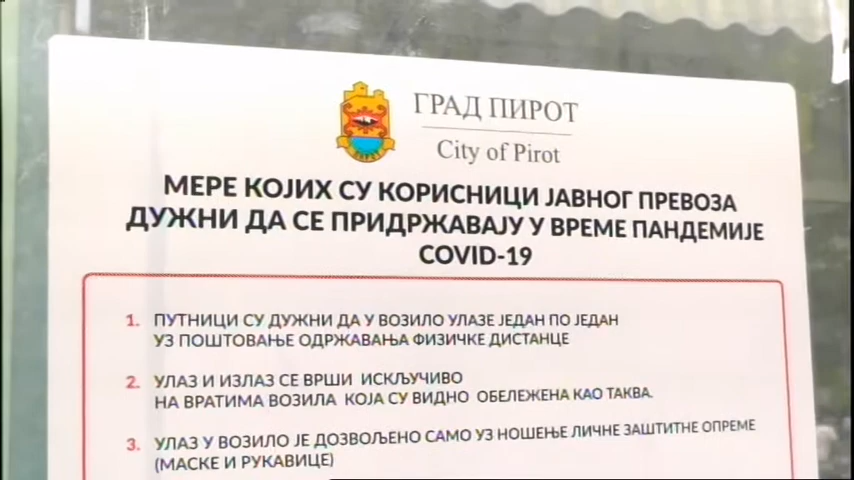 ГРАД ПИРОТ
City of Pirot
МЕРЕ КОЈИХ СУ КОРИСНИЦИ ЈАВНОГ ПРЕВОЗА
ДУЖНИ ДА СЕ ПРИДРЖАВАЈУ У ВРЕМЕ ПАНДЕМИЈЕ
COVID-19
1. ПУТНИЦИ СУ ДУЖНИ ДА У ВОЗИЛО УЛАЗЕ ЈЕДАН ПО ЈЕДАН
УЗ ПОШТОВАЊЕ ОДРЖАВАЊА ФИЗИЧКЕ ДИСТАНЦЕ
2. УЛАЗ И ИЗЛАЗ СЕ ВРШИ ИСКЉУЧИВО
НА ВРАТИМА ВОЗИЛА КОЈА СУ ВИДНО ОБЕЛЕЖЕНА КАО ТАКВА.
3. УЛАЗ У ВОЗИЛО ЈЕ ДОЗВОЉЕНО САМО УЗ НОШЕЊЕ ЛИЧНЕ ЗАШТИТНЕ ОПРЕМЕ
(МАСКЕ И РУКАВИЦЕ)